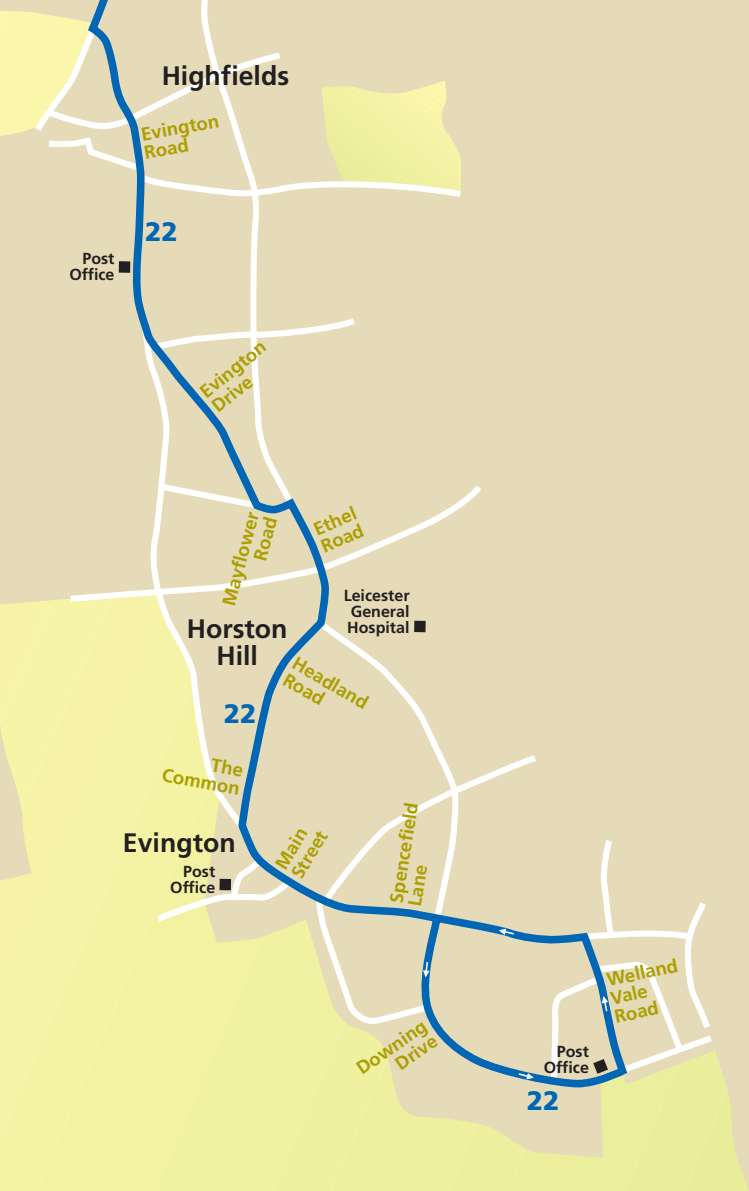 Highfields
Evington
Road
22
Post
Office
Evington
Drive
Mayflower
Road
Ethel
Road
Leicester
General
Hospital
Horston
Hill
Headland
Road
22
The
Common
Evington
Main
Street
Post
Office
Spencefield
Lane
Welland
Vale
Road
Downing
Drive
Post
Office
22